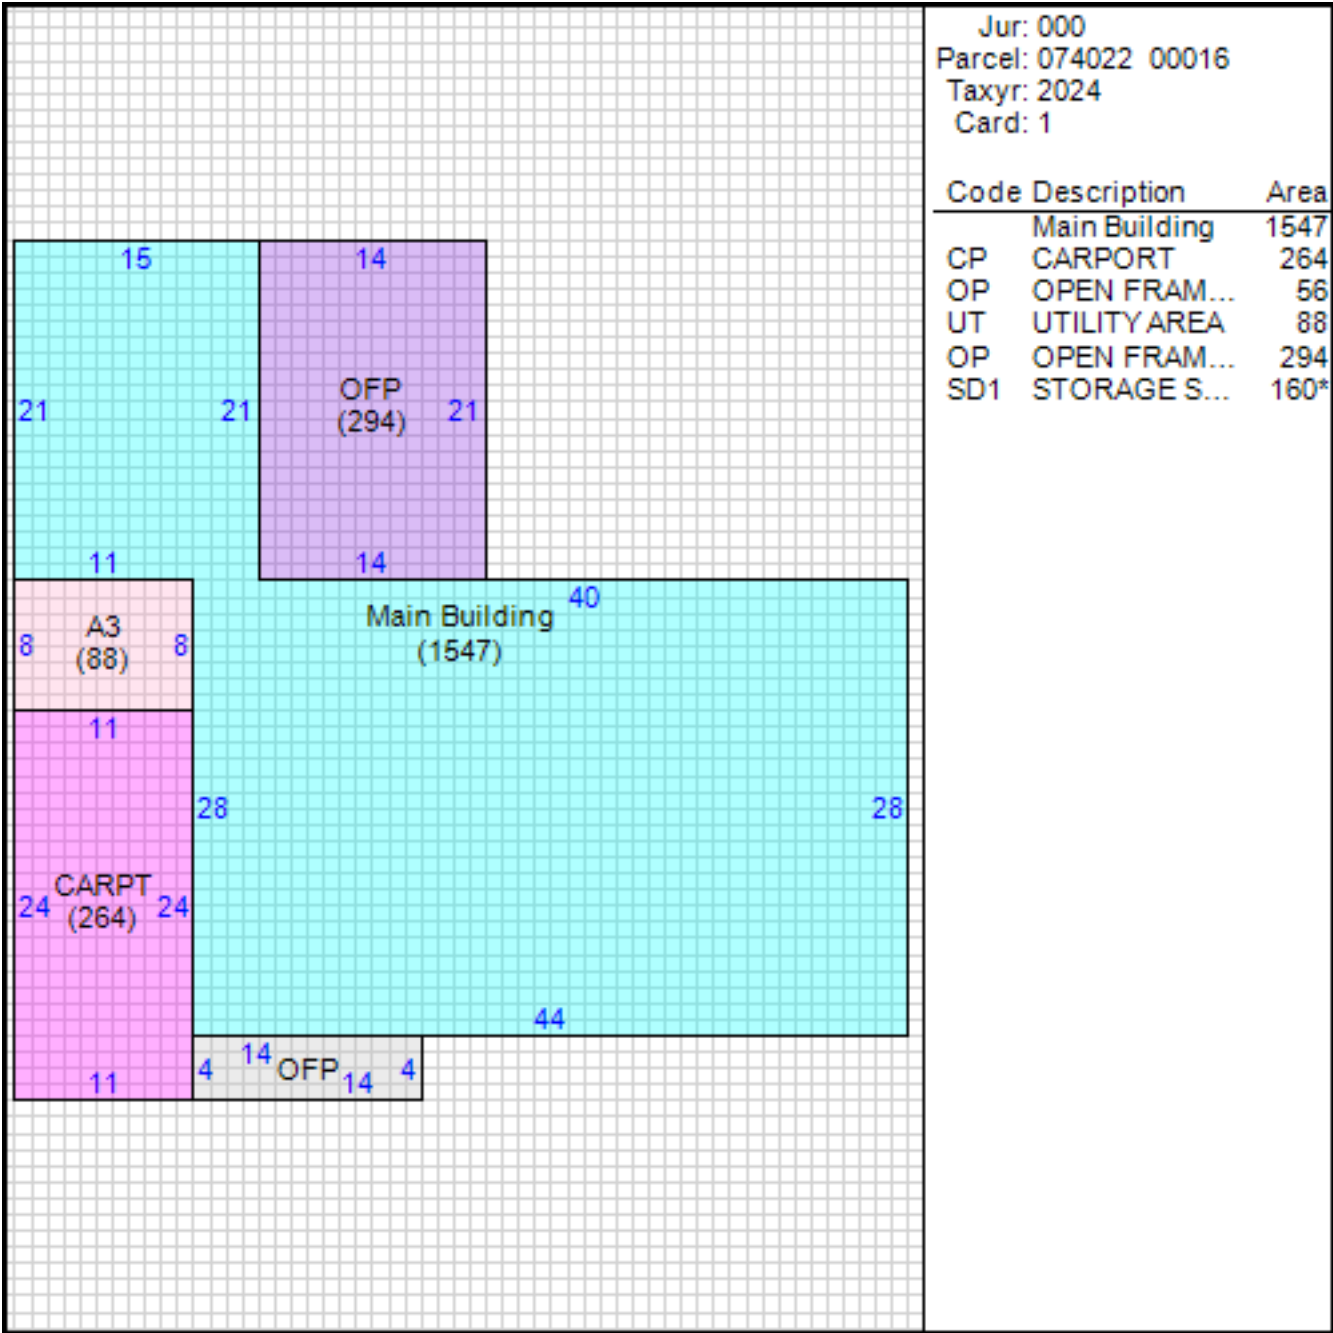 Jur: 000
Parcel: 074022 00016
Taxyr: 2024
Card: 1
Code Description Area
Main Building 1547
CP CARPORT 264
OP OPEN FRAM... 56
UT UTILITY AREA 88
OP OPEN FRAM... 294
SD1 STORAGE S... 160*
15
14
OFP
(294)
21
21
21
11
14
40
Main Building
(1547)
A3
(88)
8
8
11
28
28
CARPT
(264)
24
24
44
14
4
OFP
4
14
11